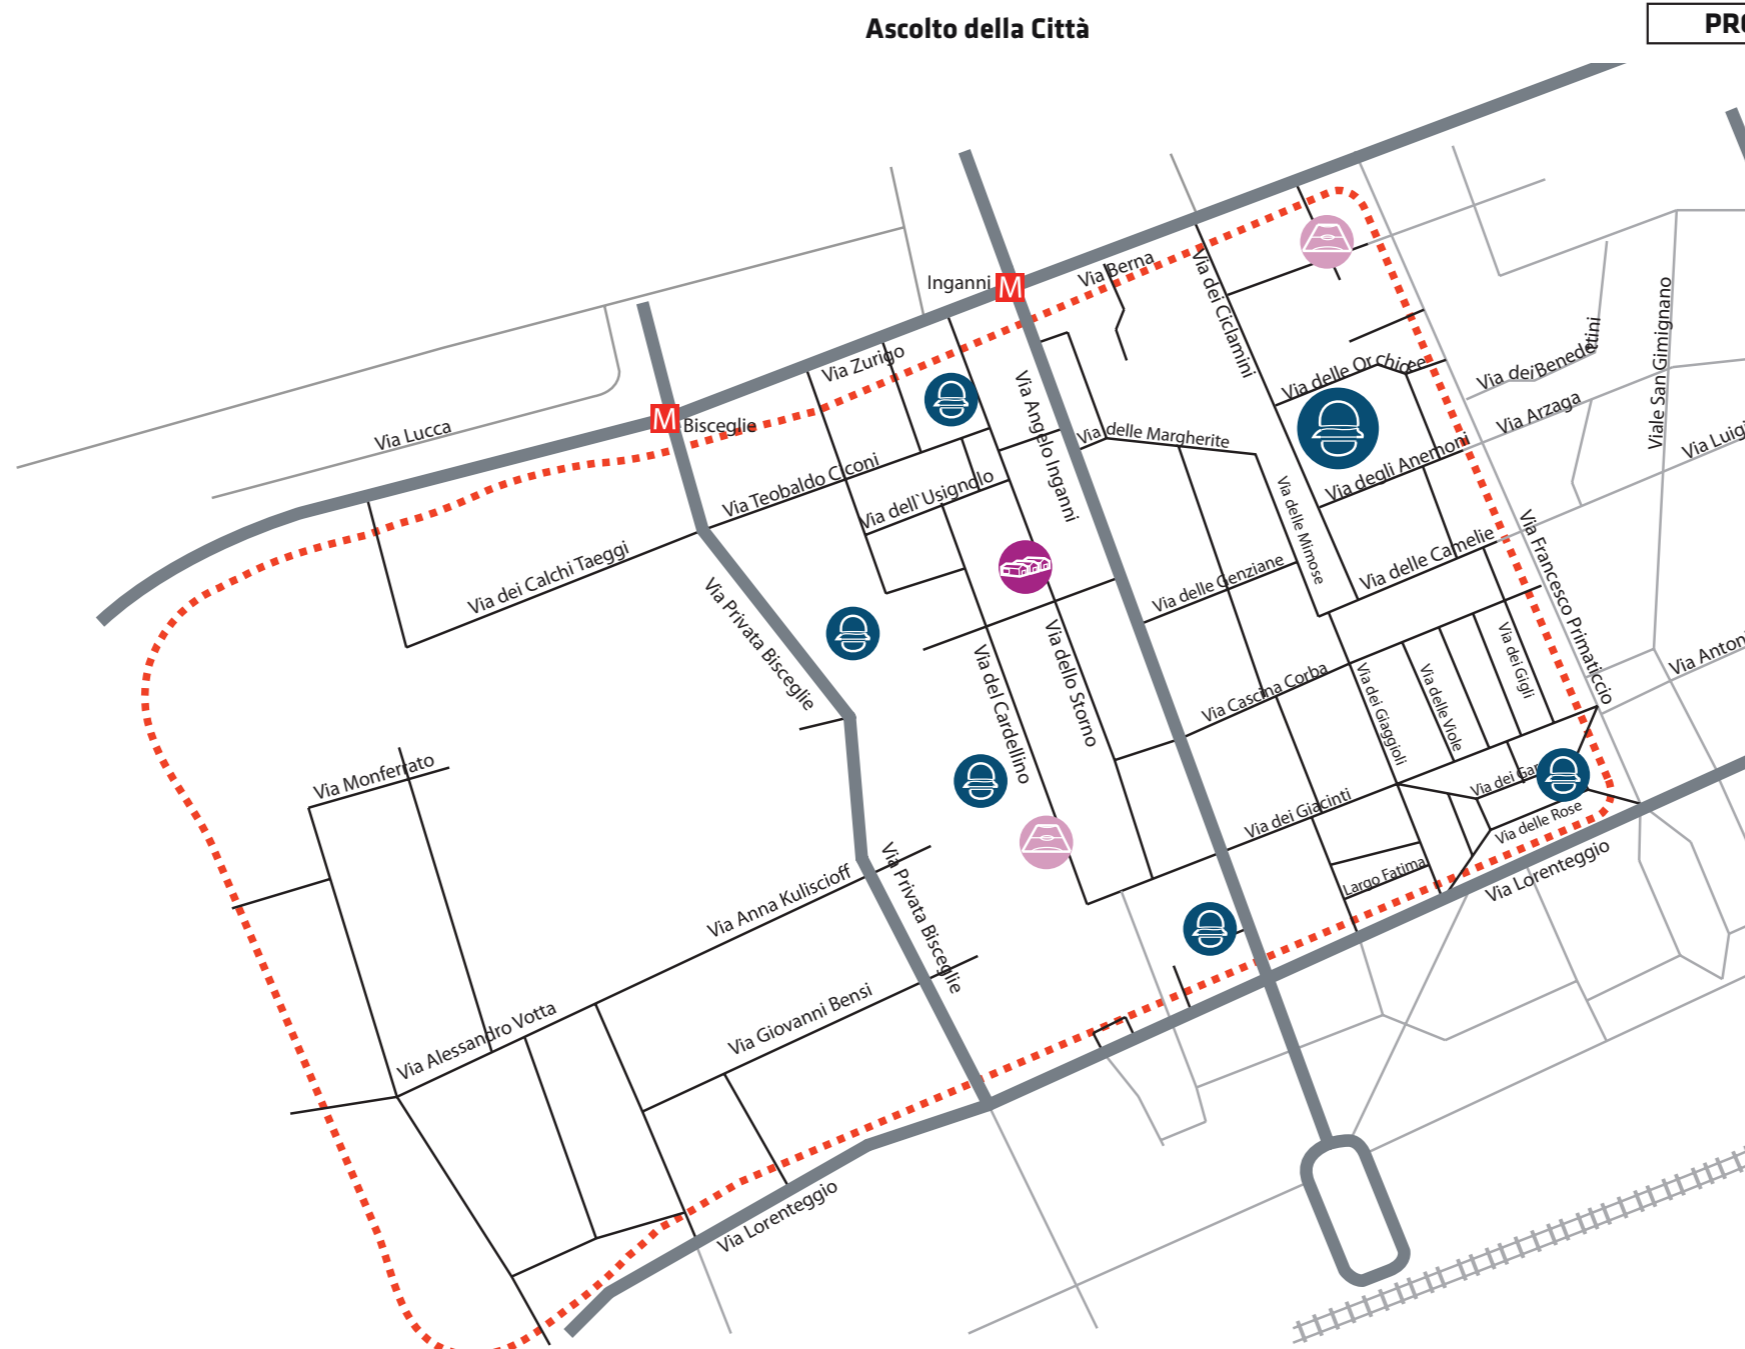 Ascolto della Città
PRO
Via Berna
Inganni
M
Via dei Ciclamini
Via Zurigo
Via delle Orchidee
Via dei Benedettini
Viale San Gimignano
Via Arzaga
Via Luigi
M
Bisceglie
Via Lucca
Via Angelo Inganni
Via delle Margherite
Via Teobaldo Ciconi
Via dell`Usignolo
Via degli Anemoni
Via delle Mimose
Via delle Camelie
Via Francesco Primaticcio
Via dei Calchi Taeggi
Via Privata Bisceglie
Via delle Genziane
Via del Cardellino
Via dello Storno
Via Cascina Corba
Via dei Giaggioli
Via delle Viole
Via dei Gigli
Via Antoni
Via Monferrato
Via dei Gar
Via dei Giacinti
Via delle Rose
Largo Fatima
Via Lorenteggio
Via Anna Kuliscioff
Via Privata Bisceglie
Via Giovanni Bensi
Via Alessandro Votta
Via Lorenteggio